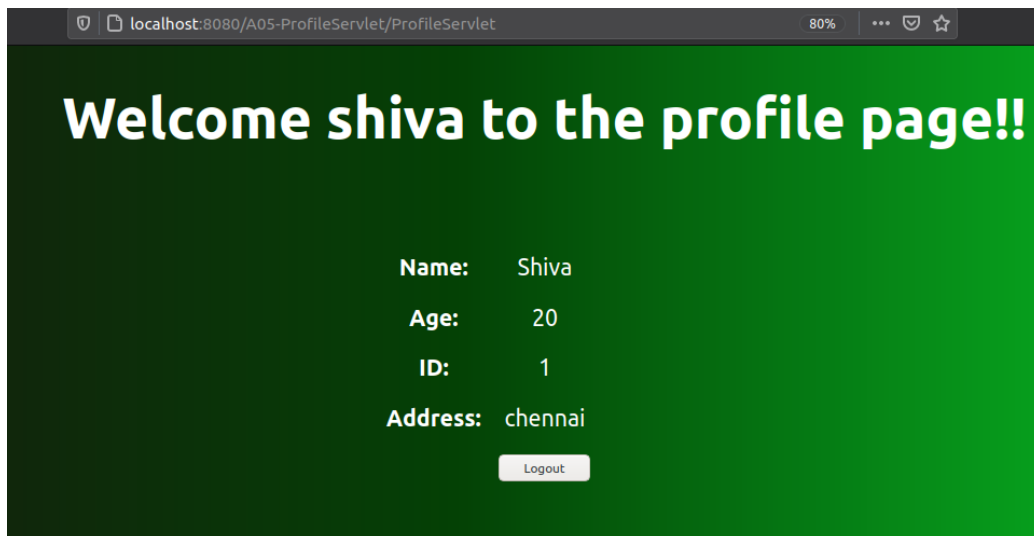 localhost:8080/A05-ProfileServlet/ProfileServlet 80%
Welcome shiva to the profile page!!
Name: Shiva
Age: 20
ID: 1
Address: chennai
Logout